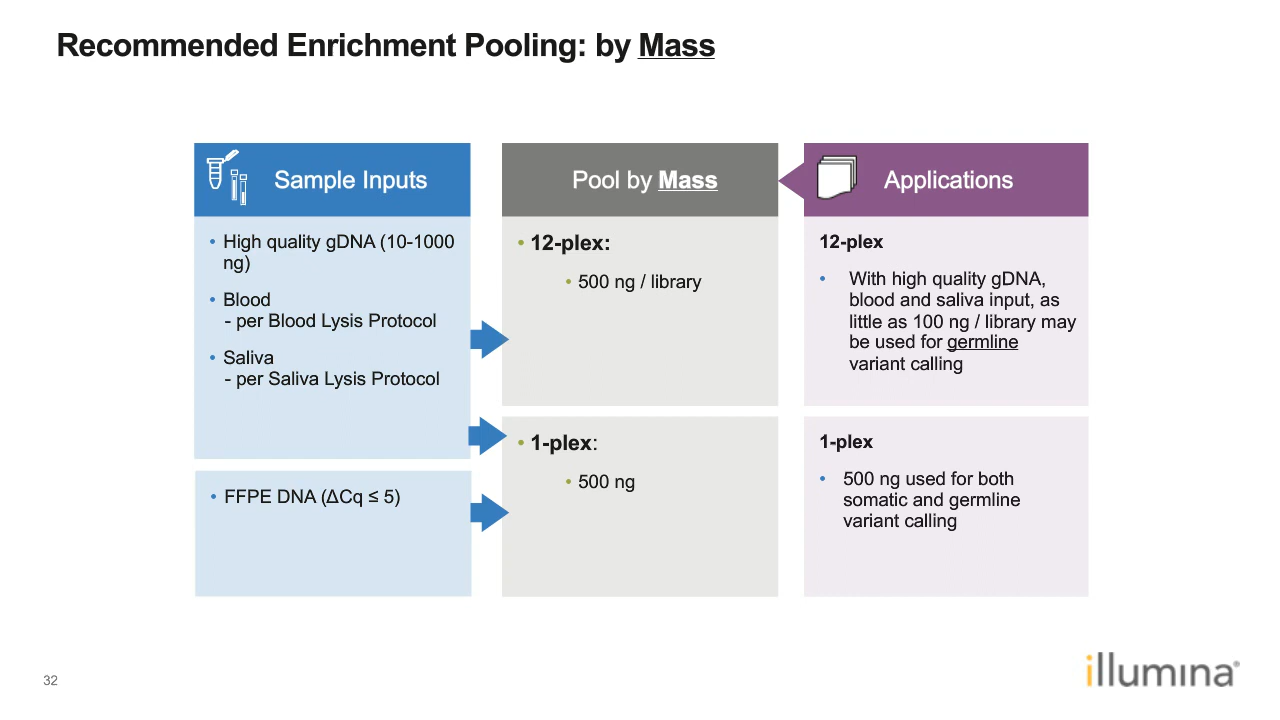 Recommended Enrichment Pooling: by Mass
Sample Inputs
• High quality gDNA (10-1000
ng)
• Blood
- per Blood Lysis Protocol
• Saliva
- per Saliva Lysis Protocol
• FFPE DNA (ΔCq ≤ 5)
Pool by Mass
• 12-plex:
• 500 ng / library
• 1-plex:
• 500 ng
Applications
12-plex
• With high quality gDNA,
blood and saliva input, as
little as 100 ng / library may
be used for germline
variant calling
1-plex
• 500 ng used for both
somatic and germline
variant calling
32
illumina®